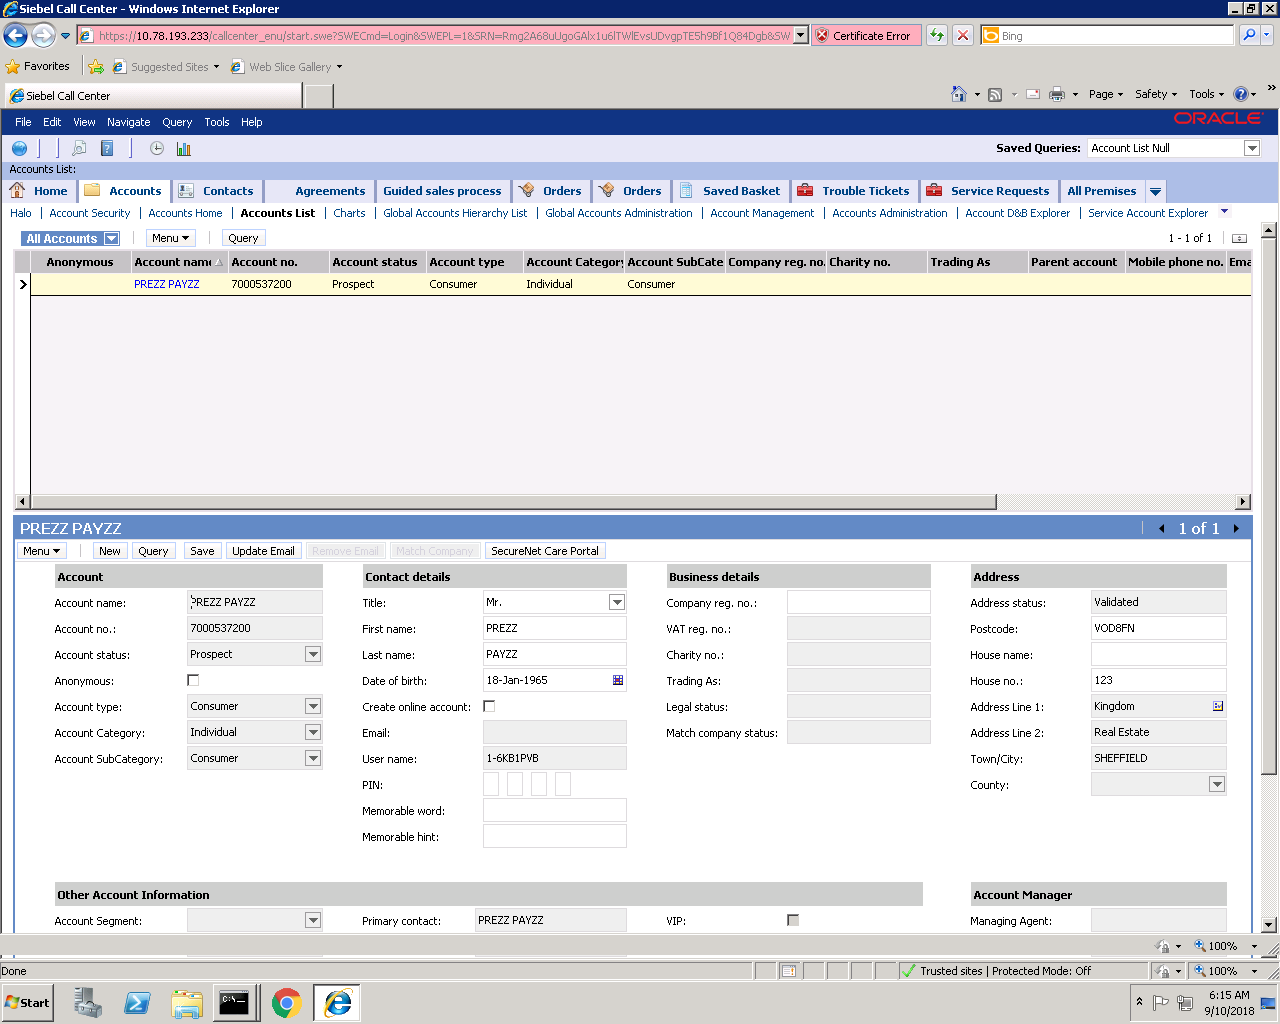 Siebel Call Center - Windows Internet Explorer
https://10.78.193.233/callcenter_enu/start.swe?SWECmd=Login&SWEPL=1&SRN=
Certificate Error
Bing
Favorites
Suggested Sites
Web Slice Gallery
Siebel Call Center
Page Safety Tools
File Edit View Navigate Query Tools Help
ORACLE
Saved Queries: Account List Null
Accounts List:
Home Accounts Contacts Agreements Guided sales process Orders Orders Saved Basket Trouble Tickets Service Requests All Premises
Halo | Account Security | Accounts Home | Accounts List | Charts | Global Accounts Hierarchy List | Global Accounts Administration | Account Management | Accounts Administration | Account D&B Explorer | Service Account Explorer
All Accounts Menu Query 1 - 1 of 1
Anonymous Account name Account no. Account status Account type Account Category Account SubCate Company reg. no. Charity no. Trading As Parent account Mobile phone no. Ema
PREZZ PAYZZ 7000537200 Prospect Consumer Individual Consumer
PREZZ PAYZZ 1 of 1
Menu New Query Save Update Email Remove Email Match Company SecureNet Care Portal
Account Contact details Business details Address
Account name: PREZZ PAYZZ Title: Mr. Company reg. no.: Address status: Validated
Account no.: 7000537200 First name: PREZZ VAT reg. no.: Postcode: VOD8FN
Account status: Prospect Last name: PAYZZ Charity no.: House name:
Anonymous: Date of birth: 18-Jan-1965 Trading As: House no.: 123
Account type: Consumer Create online account: Legal status: Address Line 1: Kingdom
Account Category: Individual Email: Match company status: Address Line 2: Real Estate
Account SubCategory: Consumer User name: 1-6KB1PVB Town/City: SHEFFIELD
PIN: County:
Memorable word:
Memorable hint:
Other Account Information Account Manager
Account Segment: Primary contact: PREZZ PAYZZ VIP: Managing Agent:
100%
Done Trusted sites | Protected Mode: Off 100%
Start C:\. 6:15 AM
9/10/2018